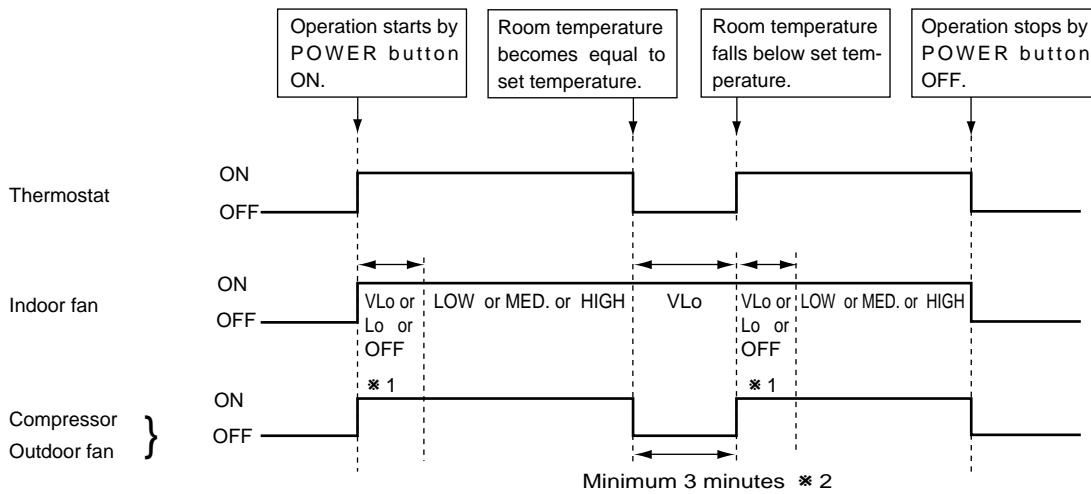 Operation starts by
POWER button
ON.
Room temperature
becomes equal to
set temperature.
Room temperature
falls below set tem-
perature.
Operation stops by
POWER button
OFF.
Thermostat
ON
OFF
Indoor fan
ON
OFF
VLo or
Lo or
OFF
※ 1
LOW or MED. or HIGH
VLo
VLo or
Lo or
OFF
※ 1
LOW or MED. or HIGH
Compressor
Outdoor fan
}
ON
OFF
Minimum 3 minutes ※ 2